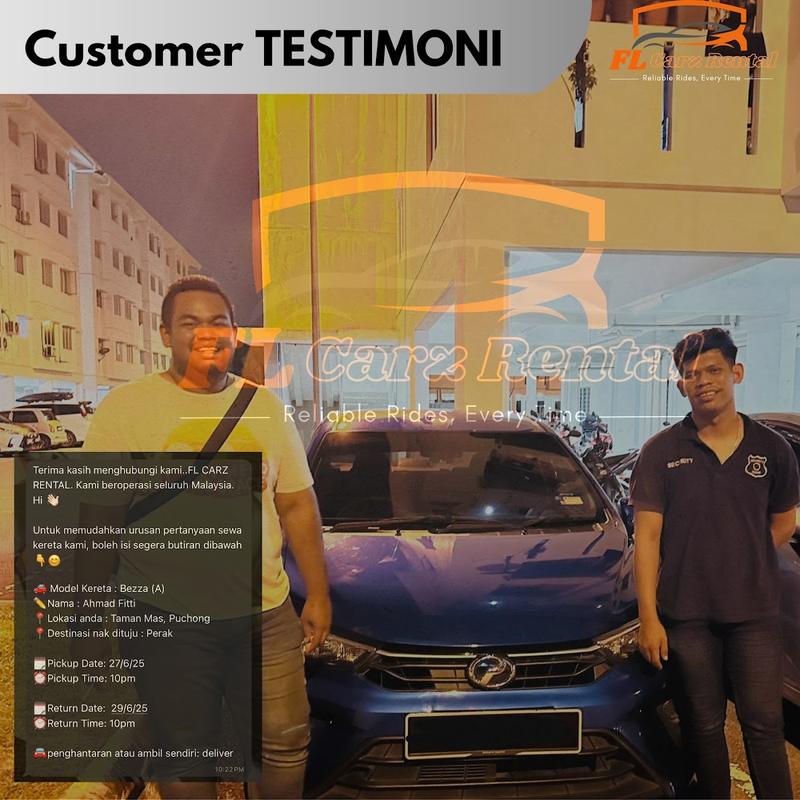 Customer TESTIMONI
FL Carz Rental
Reliable Rides, Every Time
FL Carz Rental
Reliable Rides, Every Time
SECURITY
Terima kasih menghubungi kami..FL CARZ
RENTAL. Kami beroperasi seluruh Malaysia.
Hi 👋🏻
Untuk memudahkan urusan pertanyaan sewa
kereta kami, boleh isi segera butiran dibawah
👇😊
🚗 Model Kereta : Bezza (A)
✏️Nama : Ahmad Fitti
📍Lokasi anda : Taman Mas, Puchong
📍Destinasi nak dituju : Perak
🗓️Pickup Date: 27/6/25
⏰Pickup Time: 10pm
🗓️Return Date: 29/6/25
⏰Return Time: 10pm
🚘penghantaran atau ambil sendiri: deliver
10:22 PM